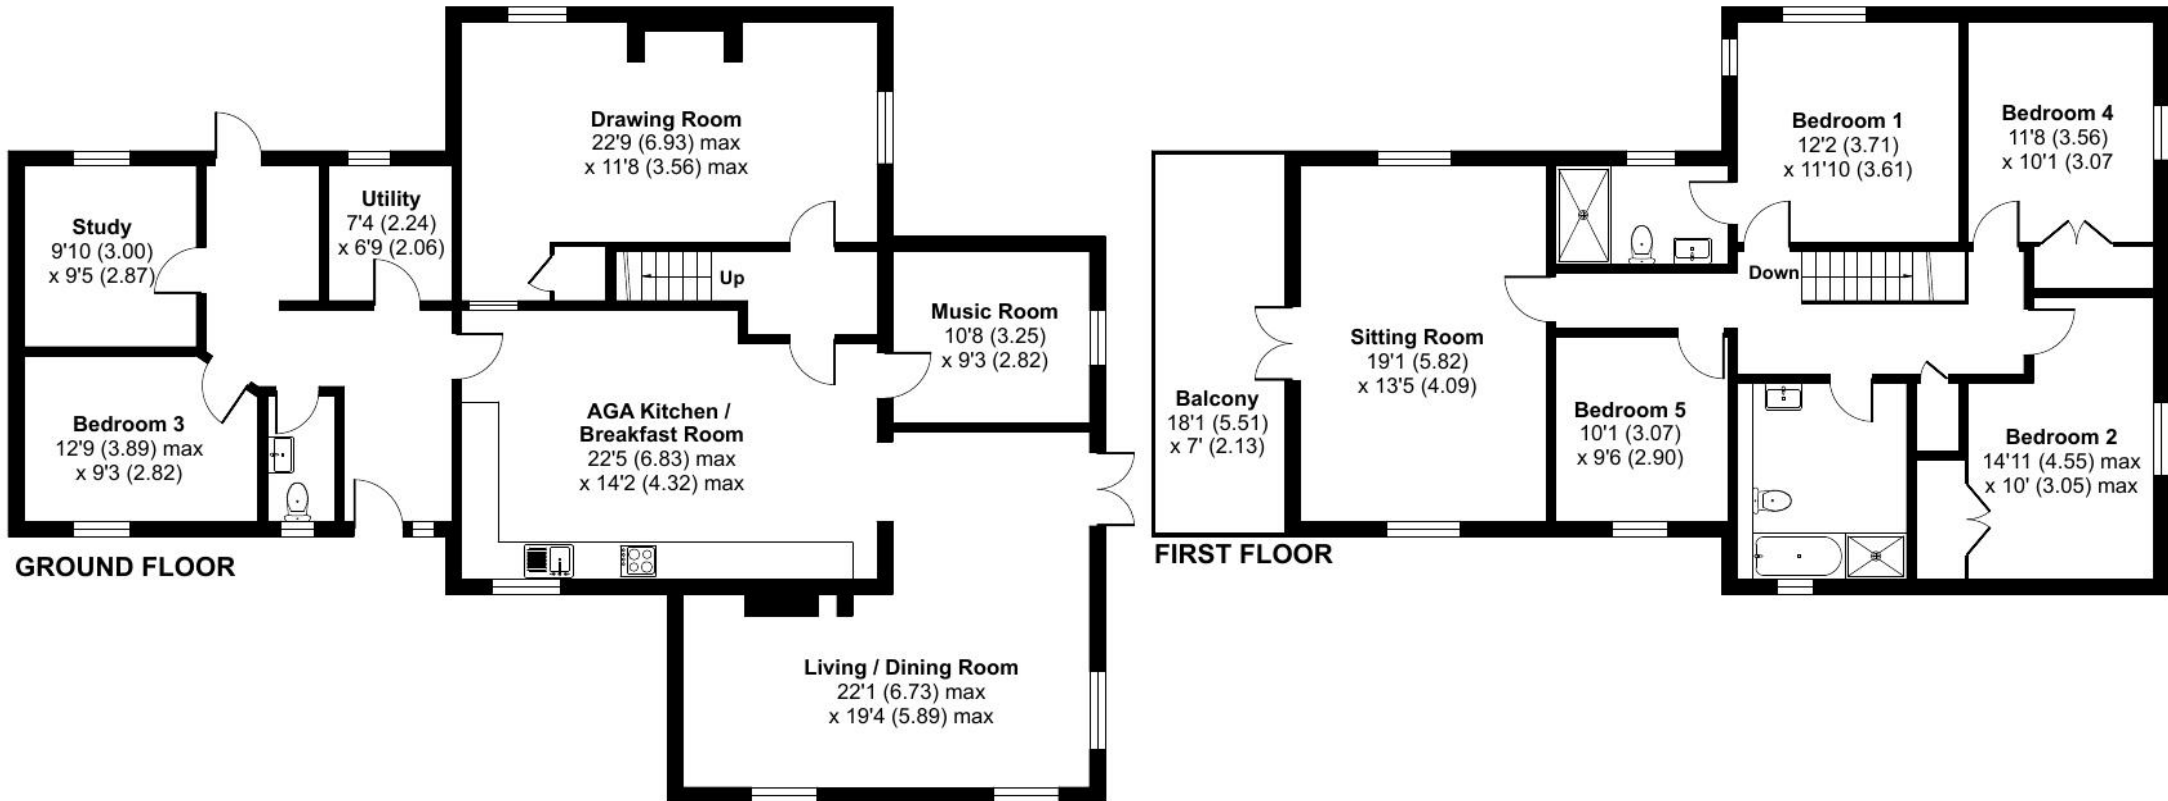 Drawing Room
22'9 (6.93) max
x 11'8 (3.56) max
Study
9'10 (3.00)
x 9'5 (2.87)
Utility
7'4 (2.24)
x 6'9 (2.06)
Up
Music Room
10'8 (3.25)
x 9'3 (2.82)
Bedroom 3
12'9 (3.89) max
x 9'3 (2.82)
AGA Kitchen /
Breakfast Room
22'5 (6.83) max
x 14'2 (4.32) max
GROUND FLOOR
Living / Dining Room
22'1 (6.73) max
x 19'4 (5.89) max
Bedroom 1
12'2 (3.71)
x 11'10 (3.61)
Bedroom 4
11'8 (3.56)
x 10'1 (3.07
Down
Sitting Room
19'1 (5.82)
x 13'5 (4.09)
Balcony
18'1 (5.51)
x 7' (2.13)
Bedroom 5
10'1 (3.07)
x 9'6 (2.90)
Bedroom 2
14'11 (4.55) max
x 10' (3.05) max
FIRST FLOOR